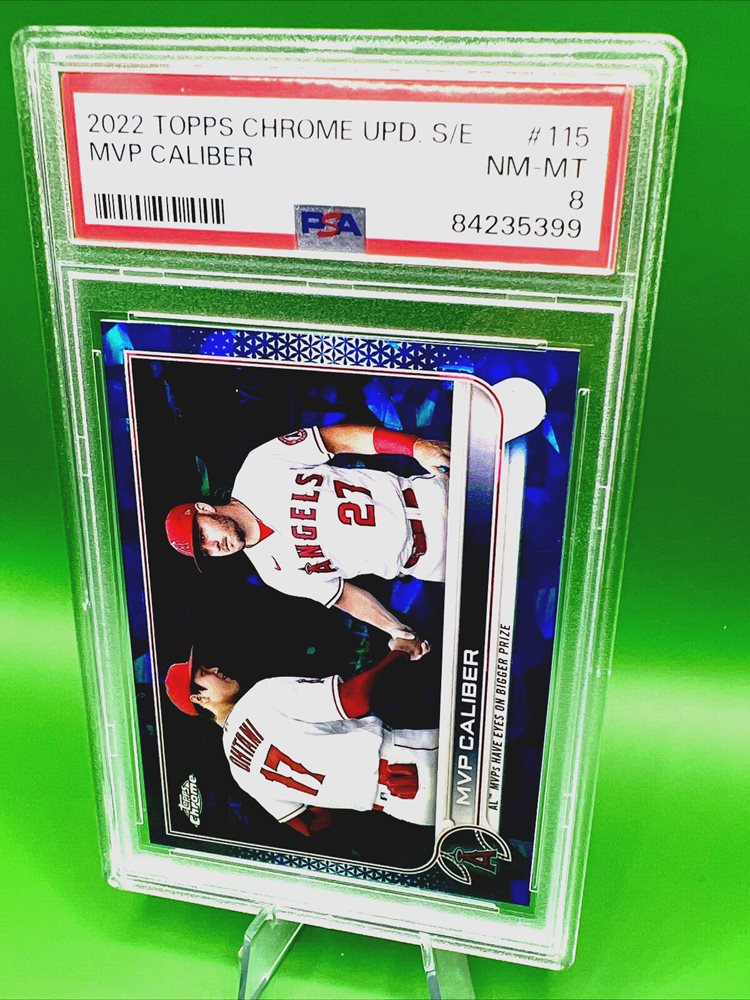 2022 TOPPS CHROME UPD. S/E #115
MVP CALIBER NM-MT
8
PSA 84235399
ANGELS
27
OHTANI
17
TOPPS
Chrome
MVP CALIBER
AL™ MVPs HAVE EYES ON BIGGER PRIZE
A